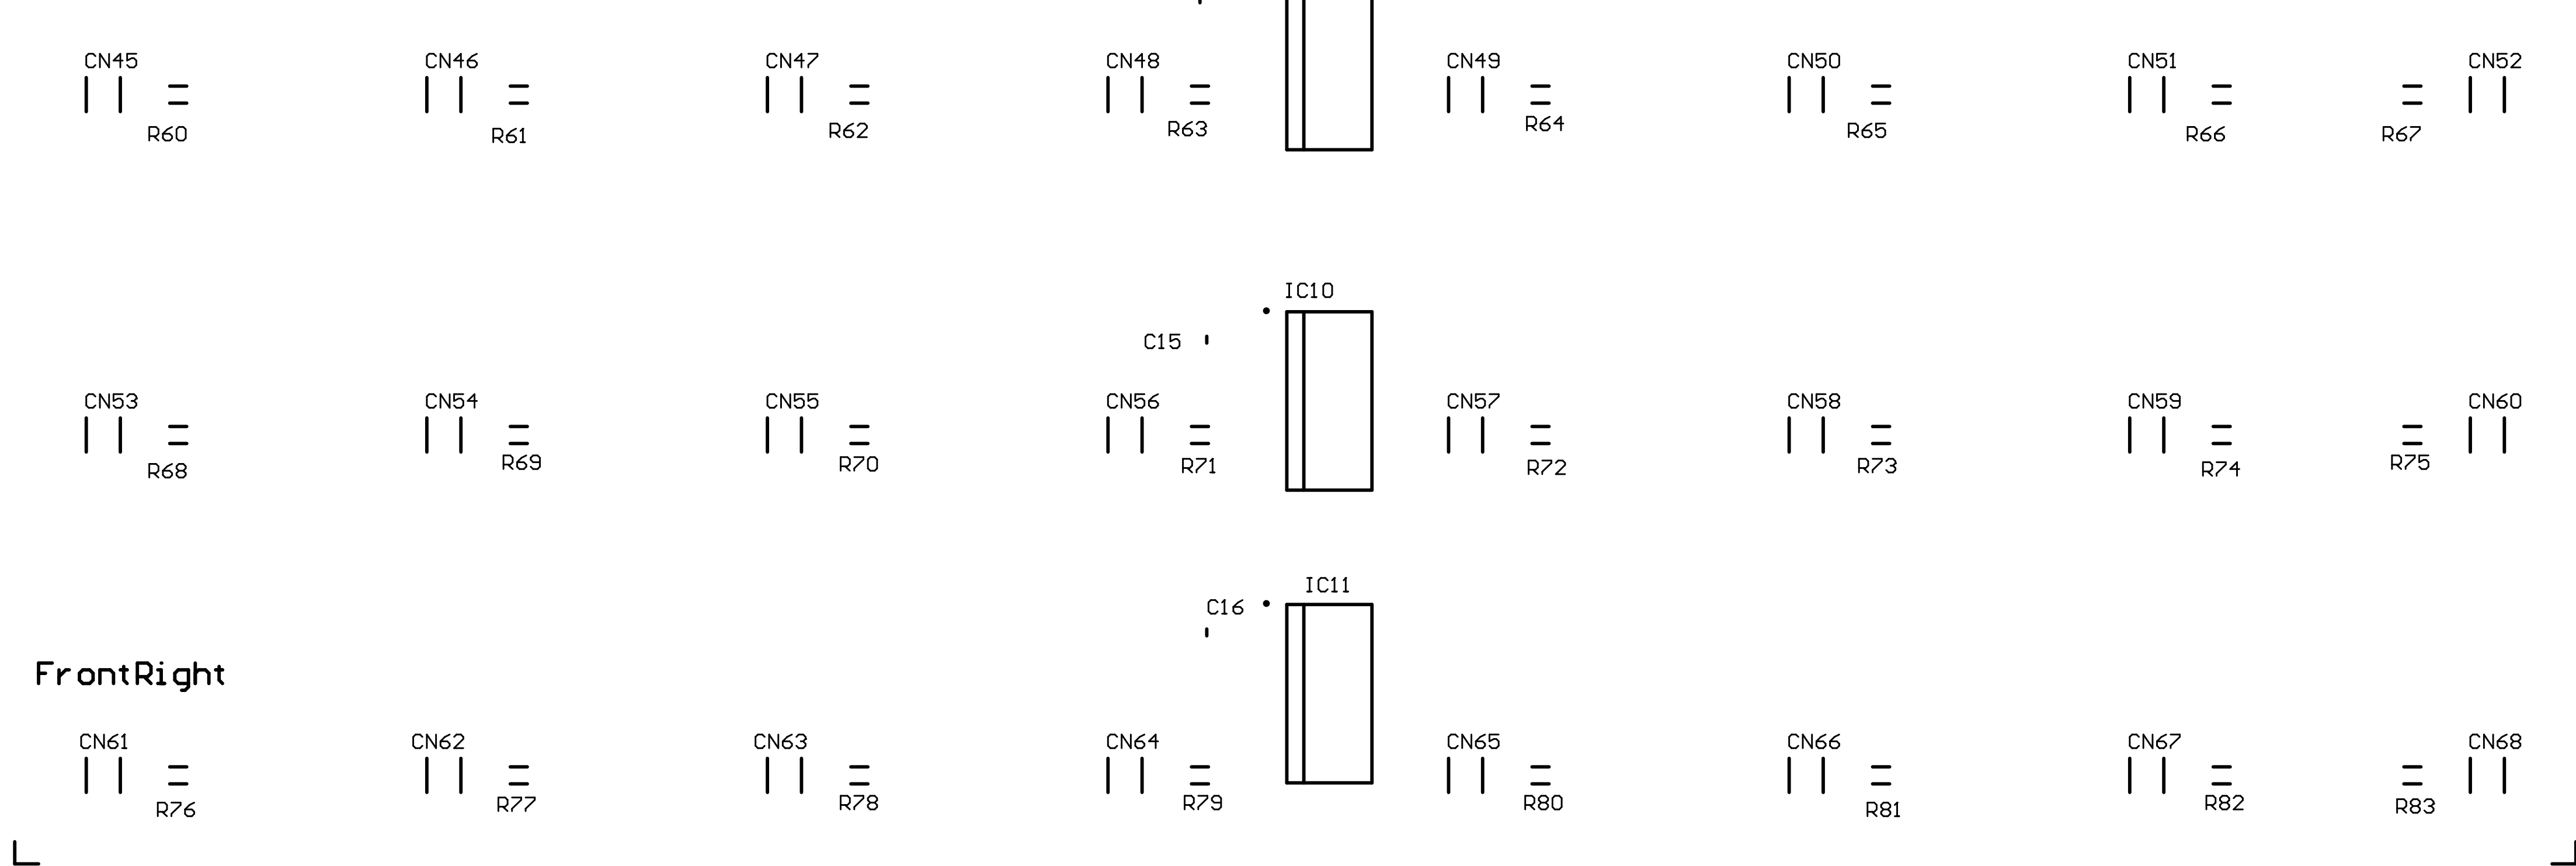 CN45 CN46 CN47 CN48 CN49 CN50 CN51 CN52
R60 R61 R62 R63 R64 R65 R66 R67
IC10
C15
CN53 CN54 CN55 CN56 CN57 CN58 CN59 CN60
R68 R69 R70 R71 R72 R73 R74 R75
IC11
C16
FrontRight
CN61 CN62 CN63 CN64 CN65 CN66 CN67 CN68
R76 R77 R78 R79 R80 R81 R82 R83